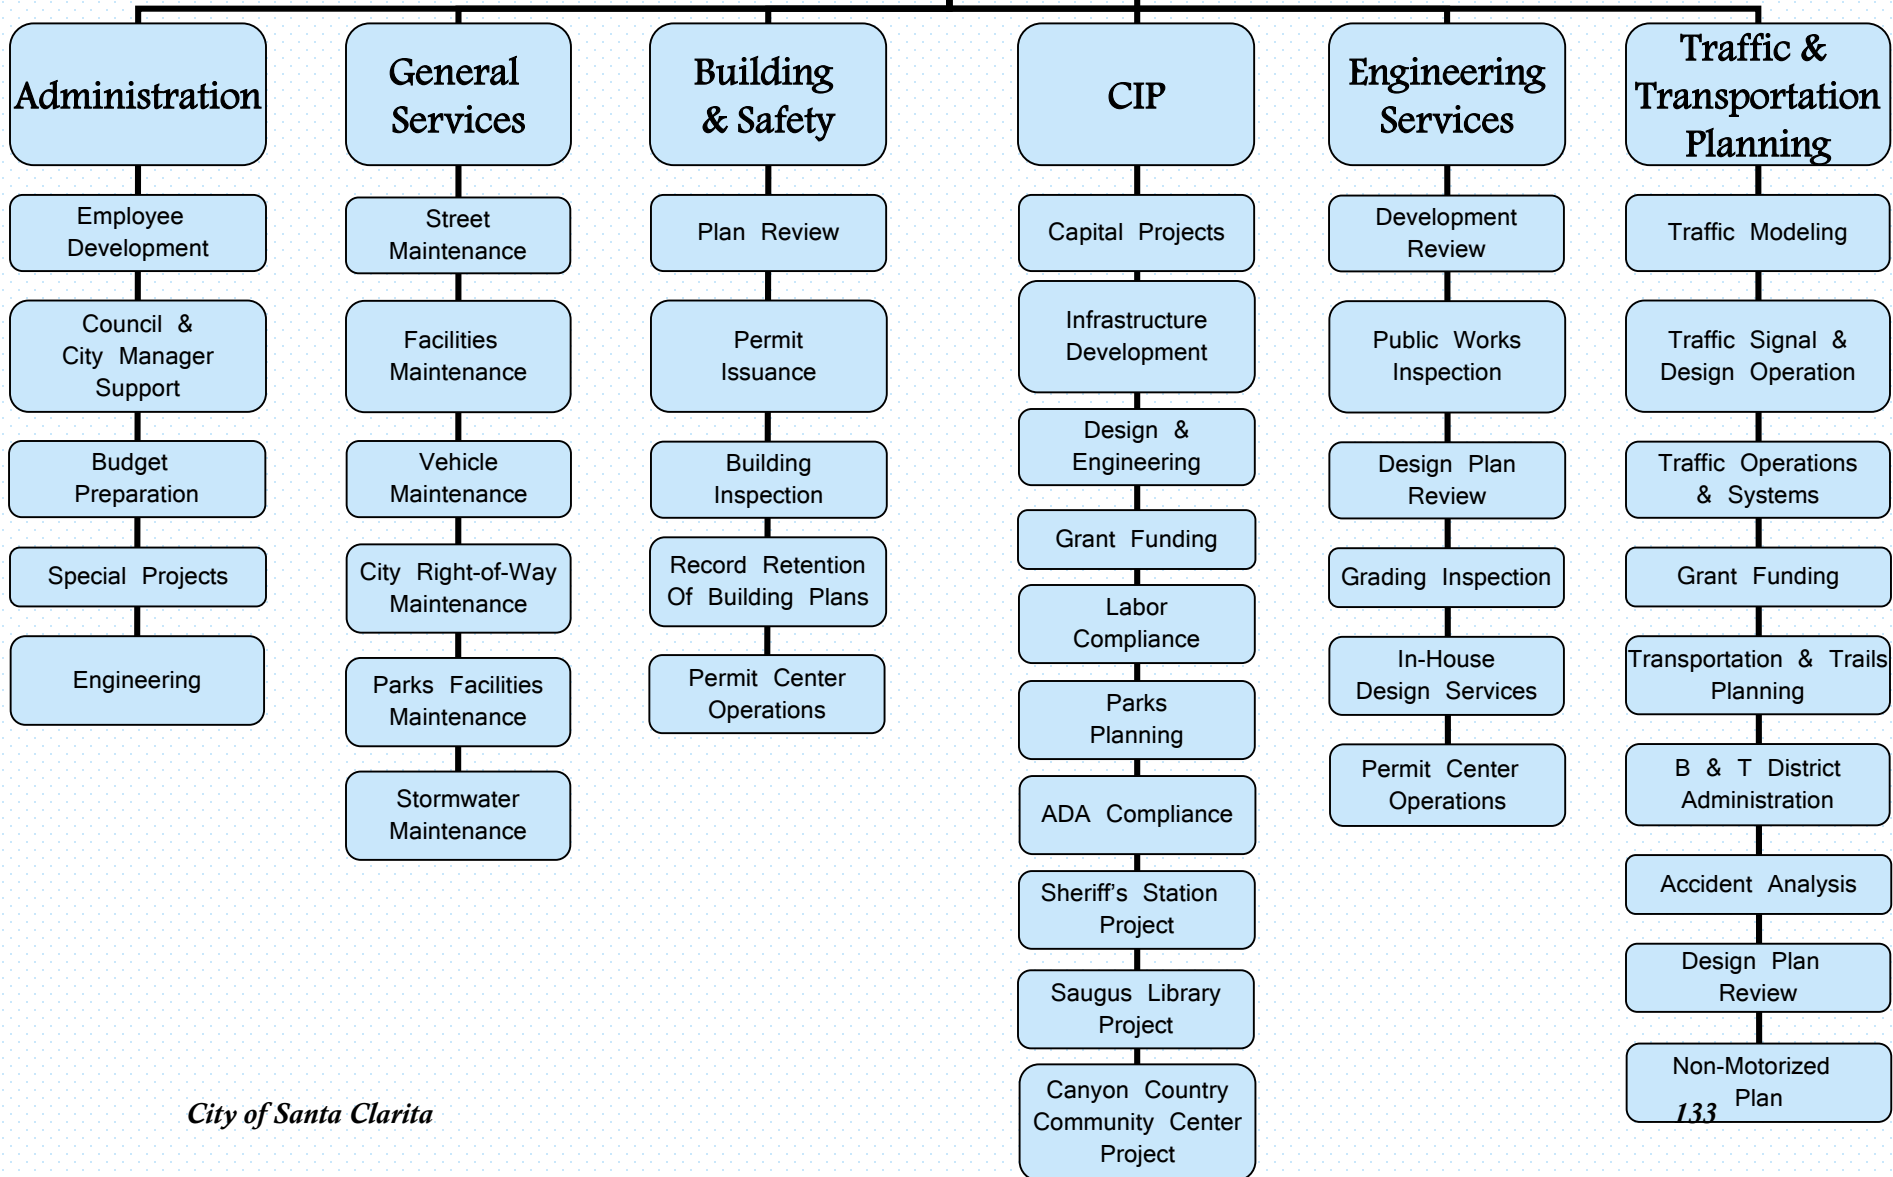 Administration
Employee
Development
Council &
City Manager
Support
Budget
Preparation
Special Projects
Engineering
General
Services
Street
Maintenance
Facilities
Maintenance
Vehicle
Maintenance
City Right-of-Way
Maintenance
Parks Facilities
Maintenance
Stormwater
Maintenance
Building
& Safety
Plan Review
Permit
Issuance
Building
Inspection
Record Retention
Of Building Plans
Permit Center
Operations
CIP
Capital Projects
Infrastructure
Development
Design &
Engineering
Grant Funding
Labor
Compliance
Parks
Planning
ADA Compliance
Sheriff's Station
Project
Saugus Library
Project
Canyon Country
Community Center
Project
Engineering
Services
Development
Review
Public Works
Inspection
Design Plan
Review
Grading Inspection
In-House
Design Services
Permit Center
Operations
Traffic &
Transportation
Planning
Traffic Modeling
Traffic Signal &
Design Operation
Traffic Operations
& Systems
Grant Funding
Transportation & Trails
Planning
B & T District
Administration
Accident Analysis
Design Plan
Review
Non-Motorized
Plan
City of Santa Clarita
133